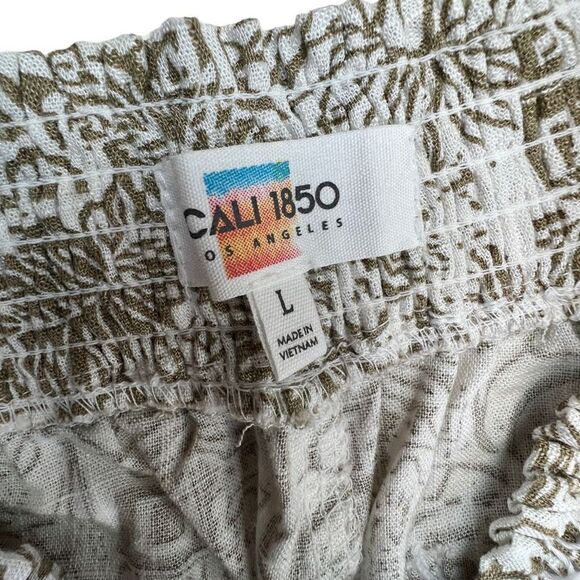 CALI 1850
LOS ANGELES
L
MADE IN
VIETNAM